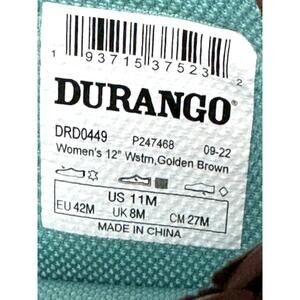 1 93715 37523 2
DURANGO®
DRD0449 P247468 09-22
Women's 12" Wstrn,Golden Brown
US 11M
EU 42M UK 8M CM 27M
MADE IN CHINA